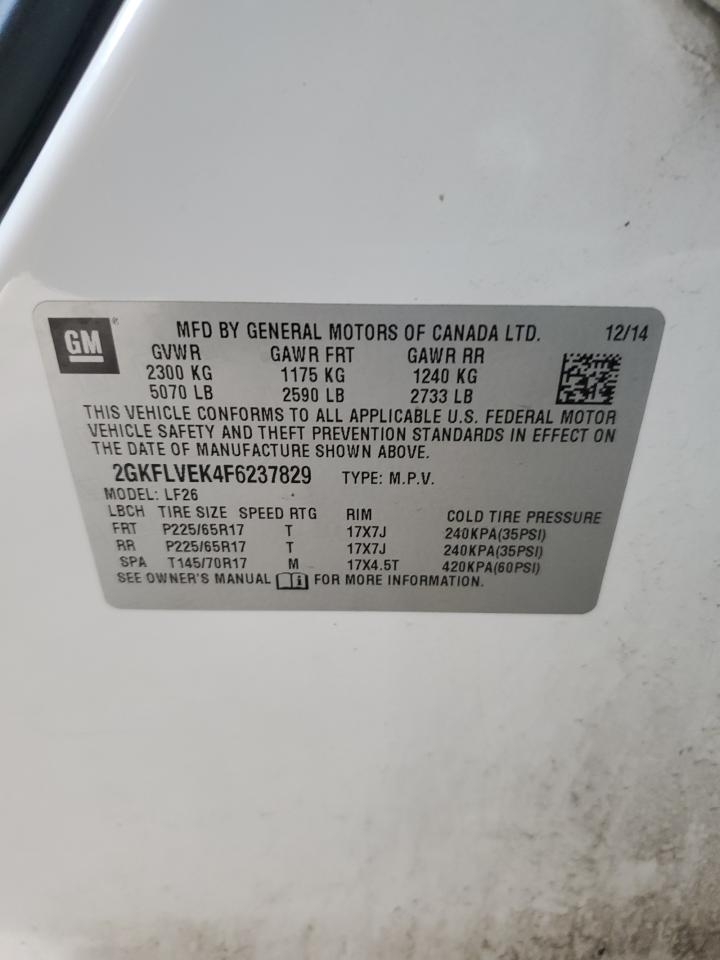 GM ® MFD BY GENERAL MOTORS OF CANADA LTD. 12/14
GVWR GAWR FRT GAWR RR
2300 KG 1175 KG 1240 KG
5070 LB 2590 LB 2733 LB
THIS VEHICLE CONFORMS TO ALL APPLICABLE U.S. FEDERAL MOTOR
VEHICLE SAFETY AND THEFT PREVENTION STANDARDS IN EFFECT ON
THE DATE OF MANUFACTURE SHOWN ABOVE.
2GKFLVEK4F6237829 TYPE: M.P.V.
MODEL: LF26
LBCH TIRE SIZE SPEED RTG RIM COLD TIRE PRESSURE
FRT P225/65R17 T 17X7J 240KPA(35PSI)
RR P225/65R17 T 17X7J 240KPA(35PSI)
SPA T145/70R17 M 17X4.5T 420KPA(60PSI)
SEE OWNER'S MANUAL FOR MORE INFORMATION.